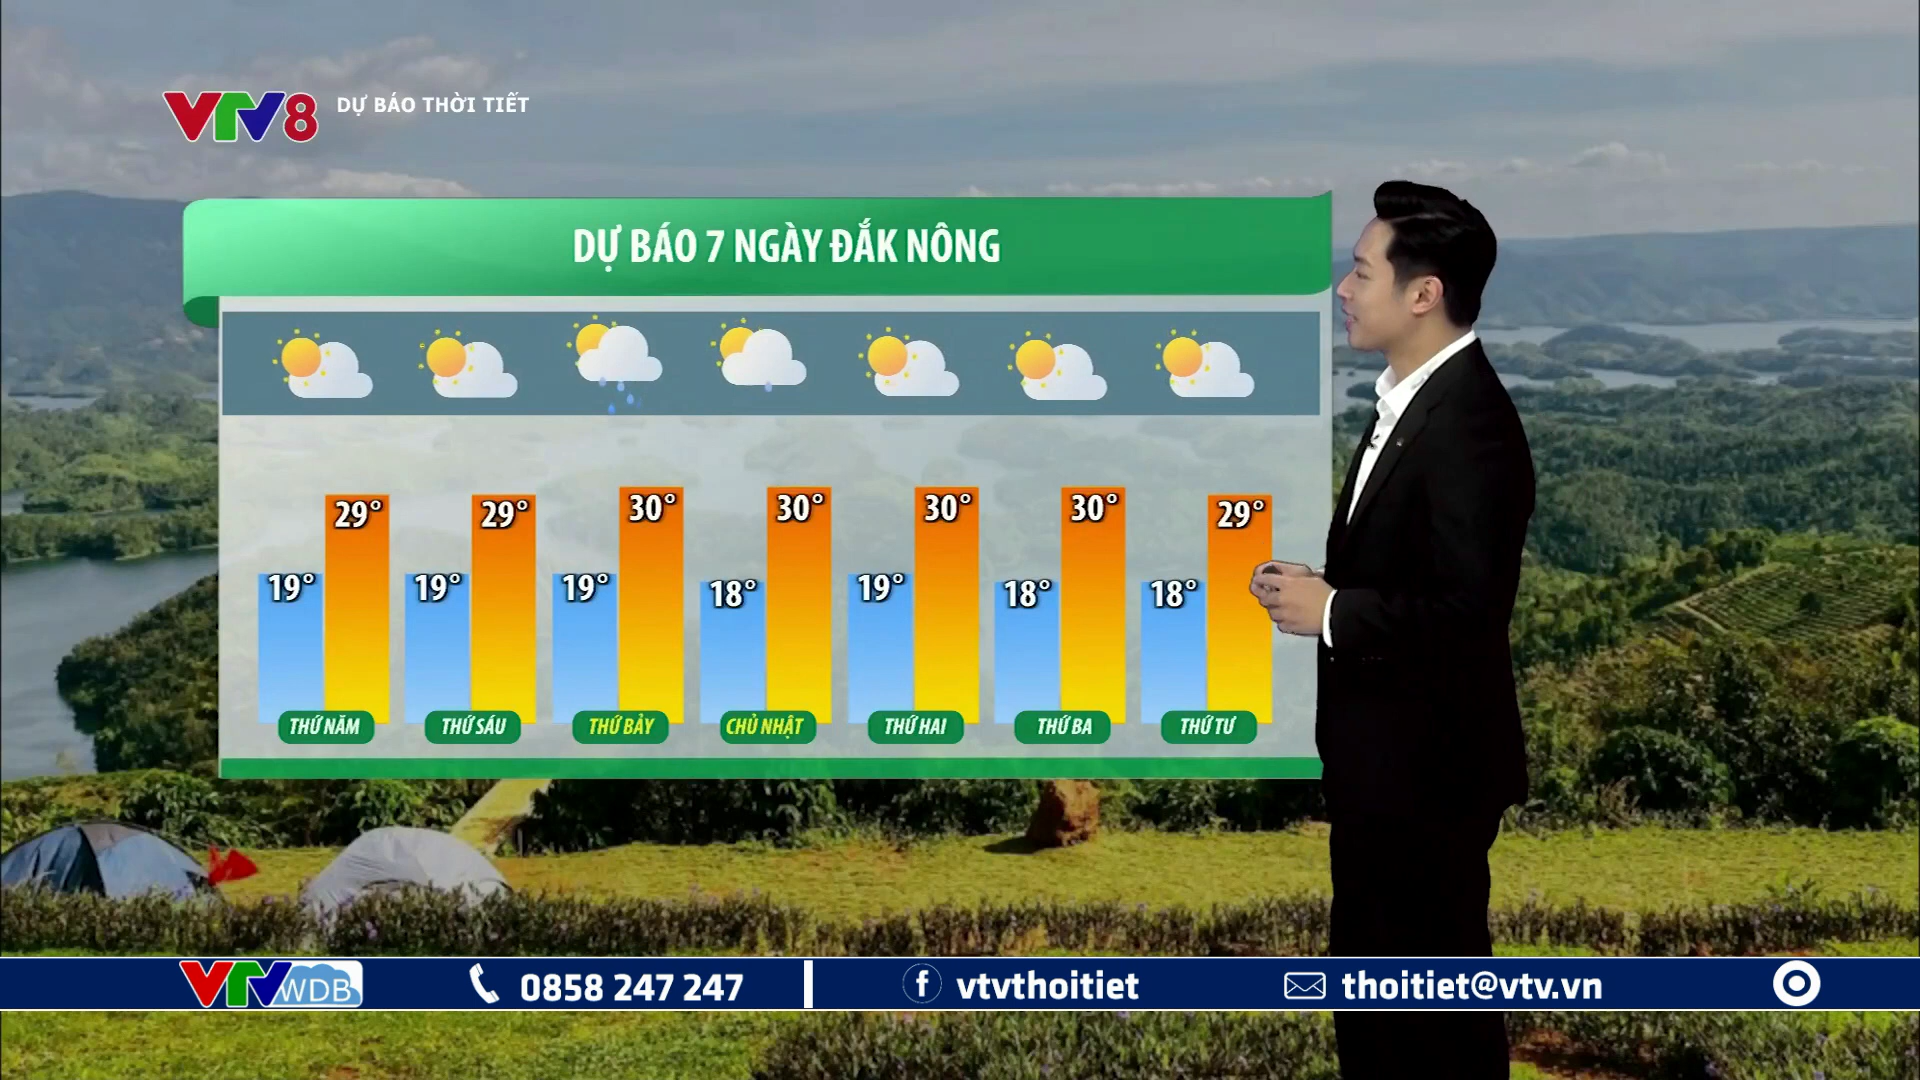 VTV8 DỰ BÁO THỜI TIẾT
DỰ BÁO 7 NGÀY ĐẮK NÔNG
29° 29° 30° 30° 30° 30° 29°
19° 19° 19° 18° 19° 18° 18°
THỨ NĂM THỨ SÁU THỨ BẢY CHỦ NHẬT THỨ HAI THỨ BA THỨ TƯ
VTV WDB 0858 247 247 vtvthoitiet thoitiet@vtv.vn